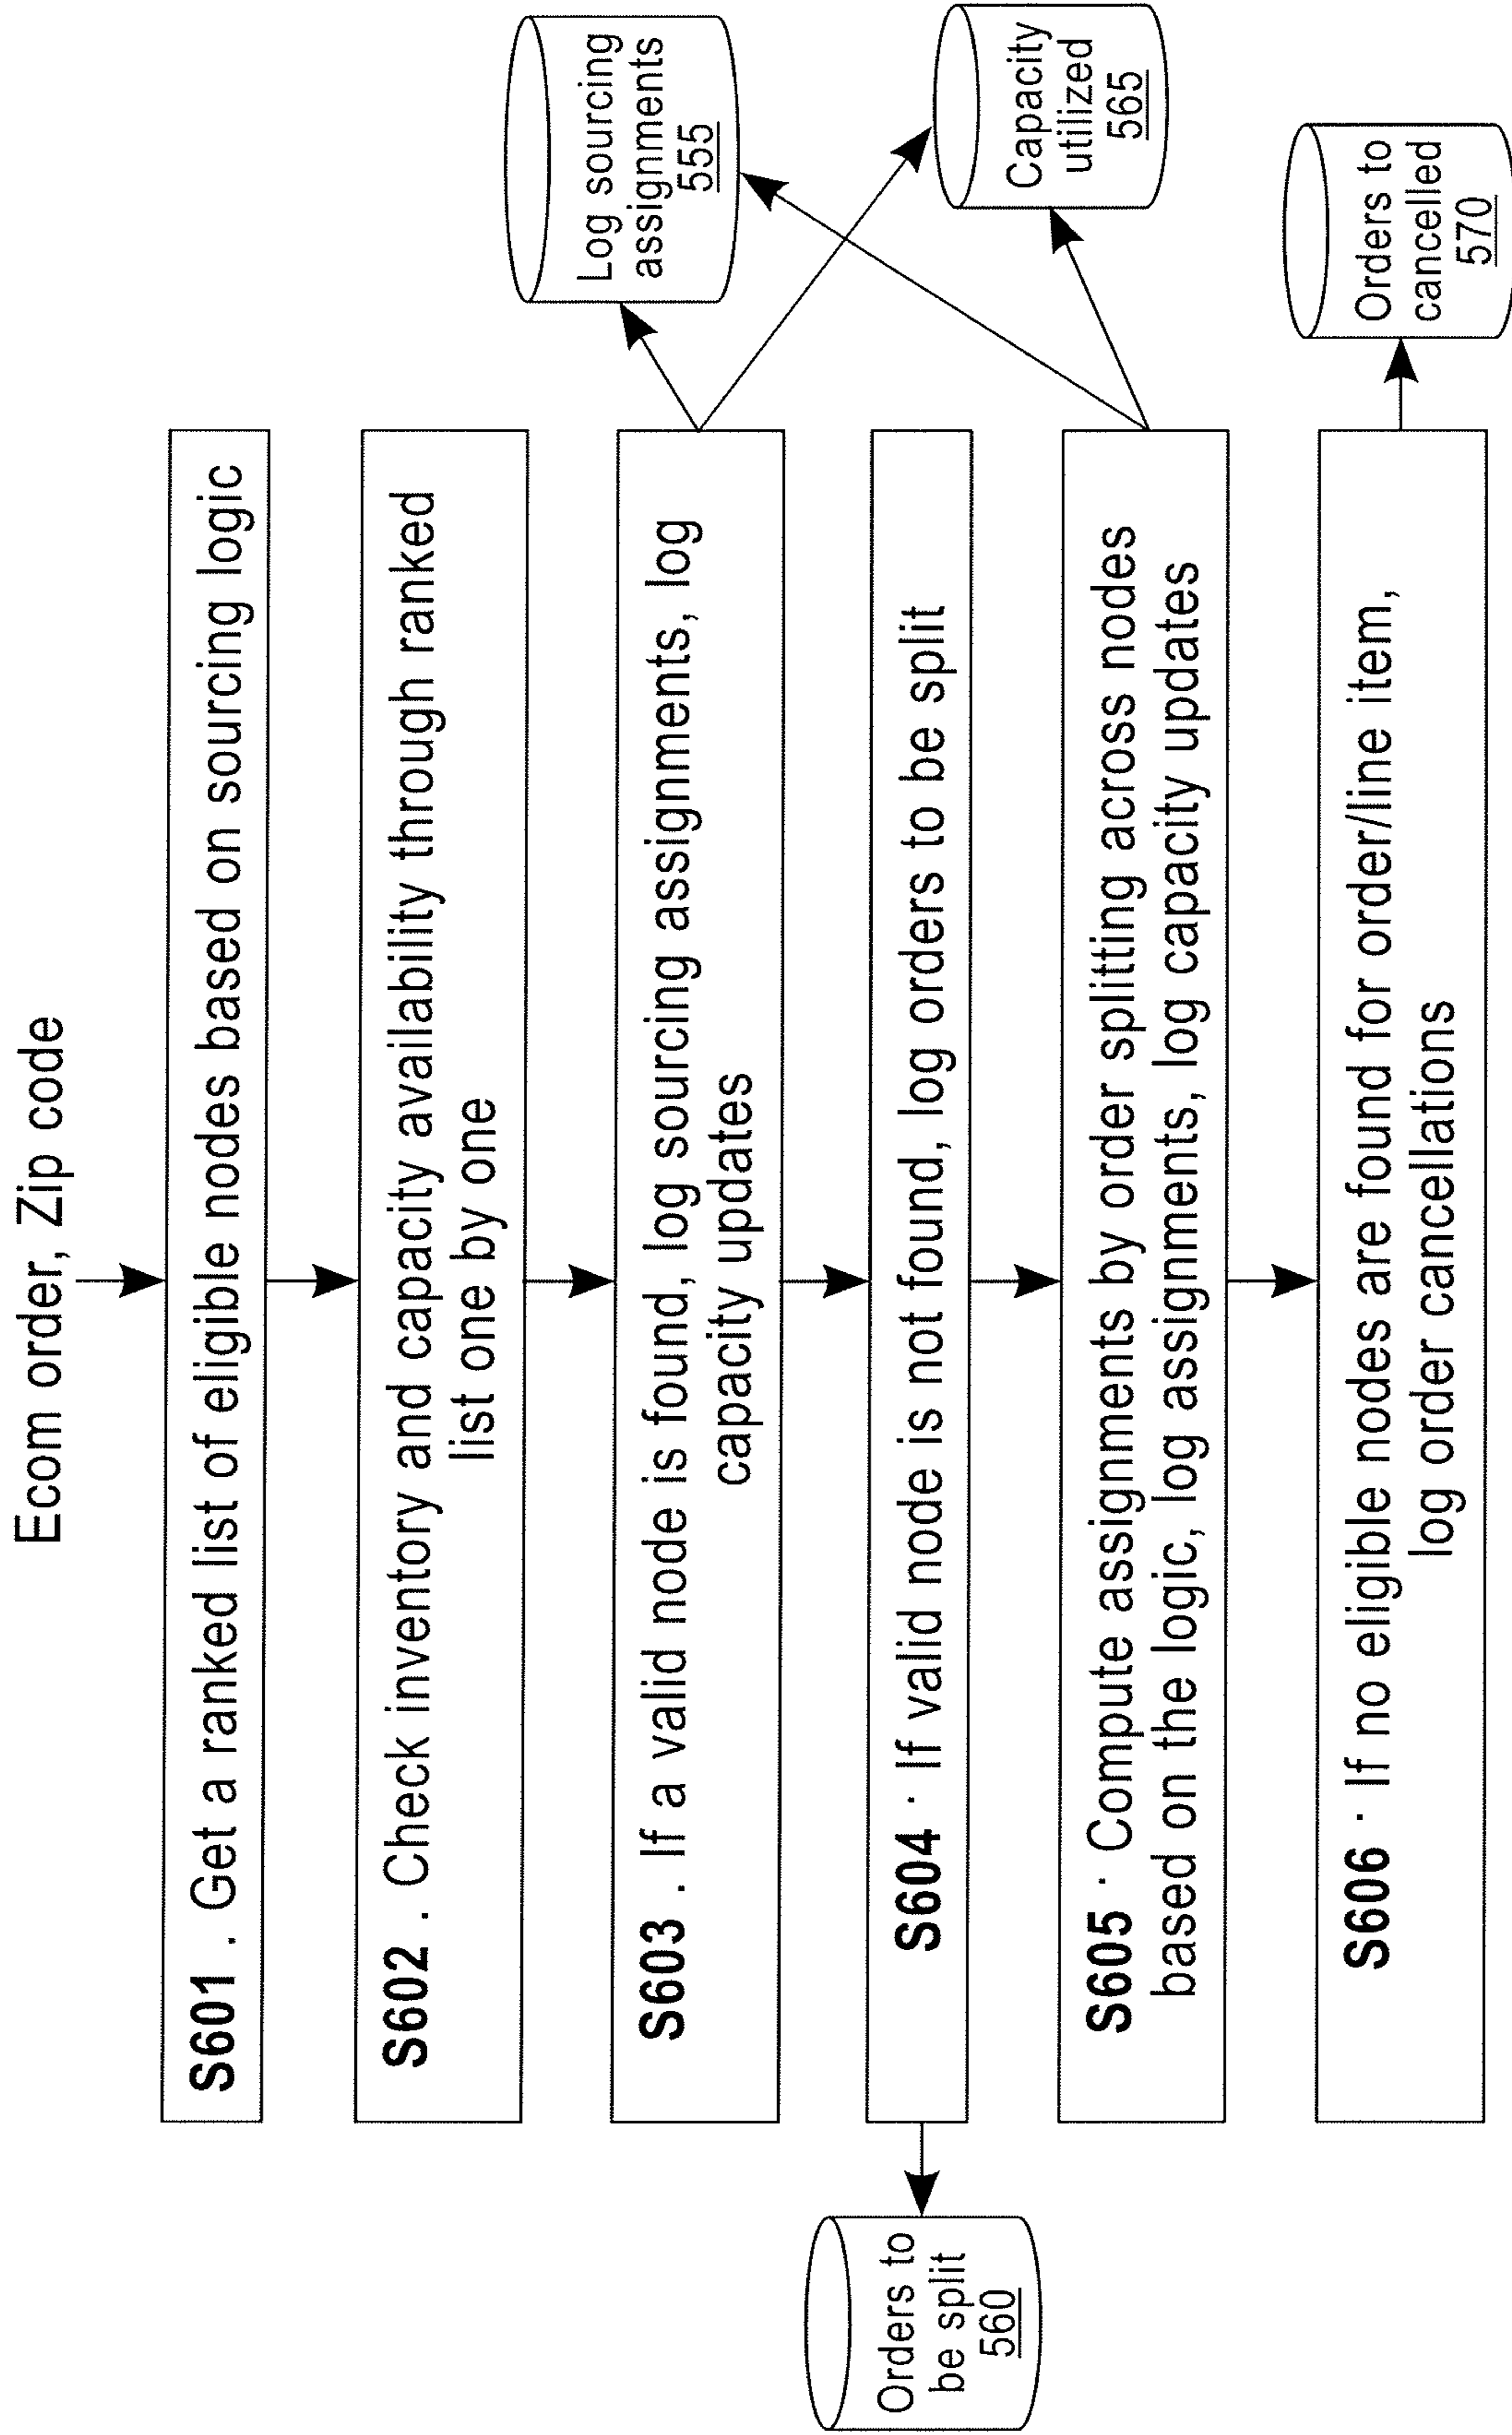 Ecom order, Zip code
S601 . Get a ranked list of eligible nodes based on sourcing logic
S602 . Check inventory and capacity availability through ranked
list one by one
S603 . If a valid node is found, log sourcing assignments, log
capacity updates
Log sourcing
assignments
555
Capacity
utilized
565
S604 · If valid node is not found, log orders to be split
Orders to
be split
560
S605 · Compute assignments by order splitting across nodes
based on the logic, log assignments, log capacity updates
S606 · If no eligible nodes are found for order/line item,
log order cancellations
Orders to
cancelled
570